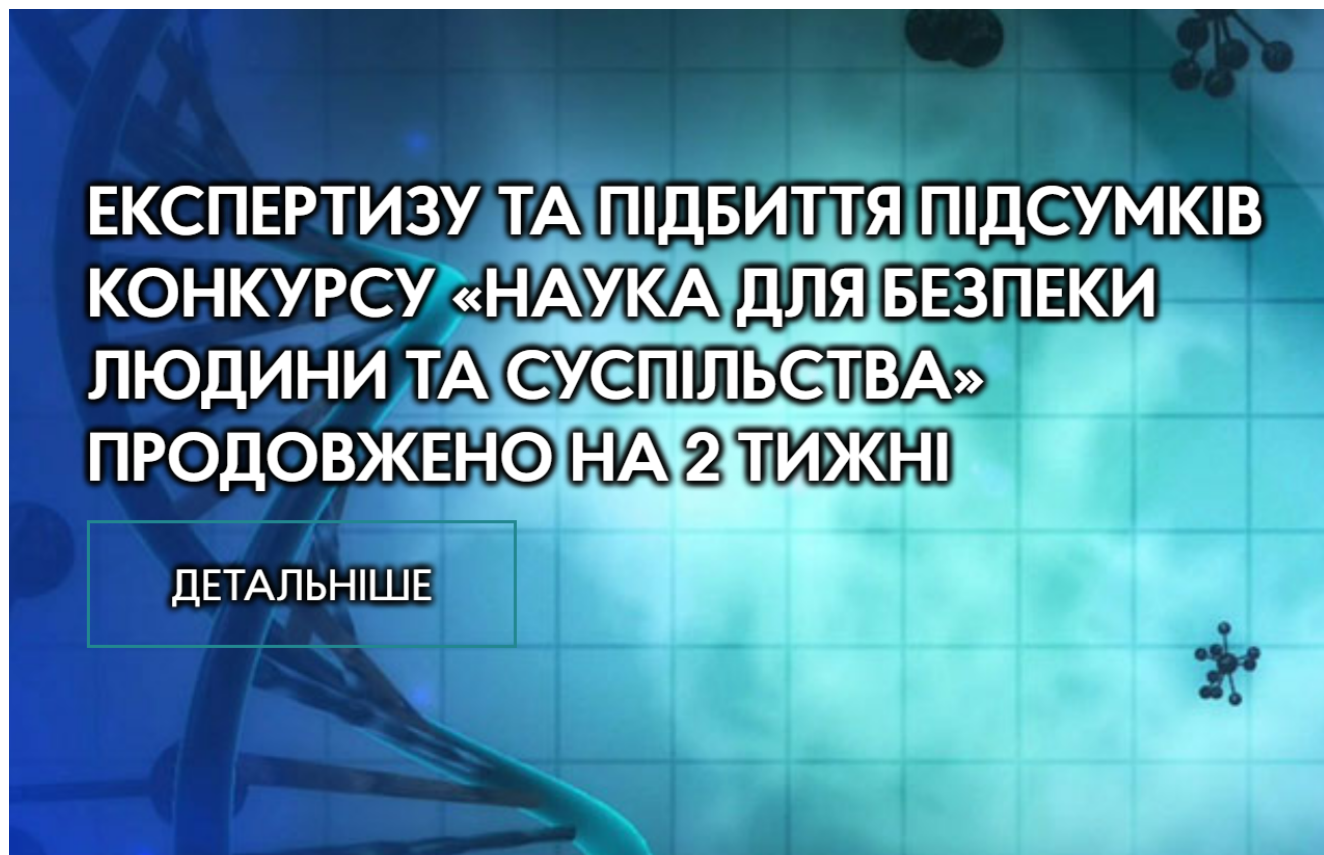 ЕКСПЕРТИЗУ ТА ПІДБИТТЯ ПІДСУМКІВ
КОНКУРСУ «НАУКА ДЛЯ БЕЗПЕКИ
ЛЮДИНИ ТА СУСПІЛЬСТВА»
ПРОДОВЖЕНО НА 2 ТИЖНІ
ДЕТАЛЬНІШЕ